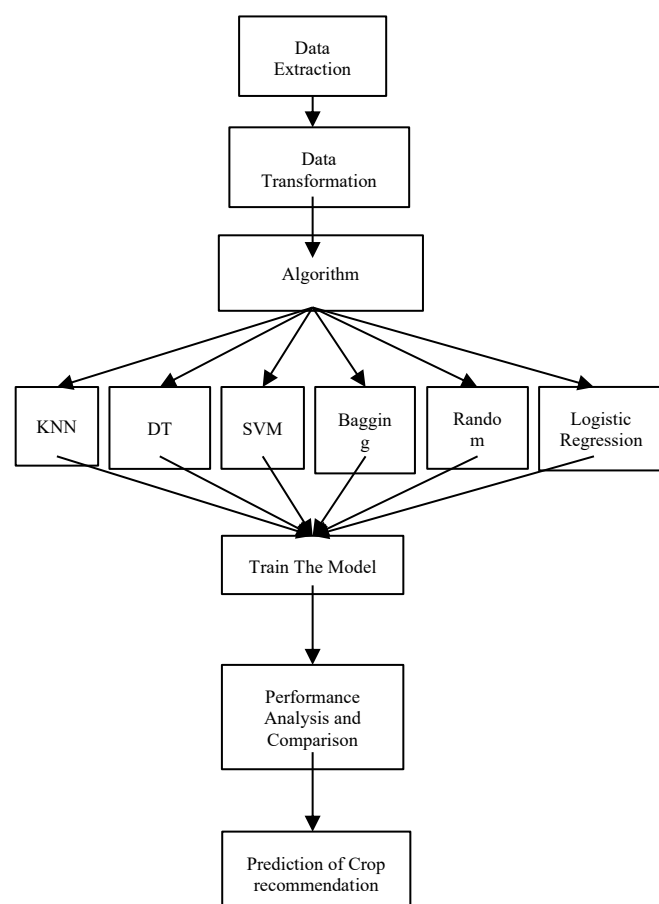 Data
Extraction
Data
Transformation
Algorithm
KNN
DT
SVM
Baggin
g
Rando
m
Logistic
Regression
Train The Model
Performance
Analysis and
Comparison
Prediction of Crop
recommendation